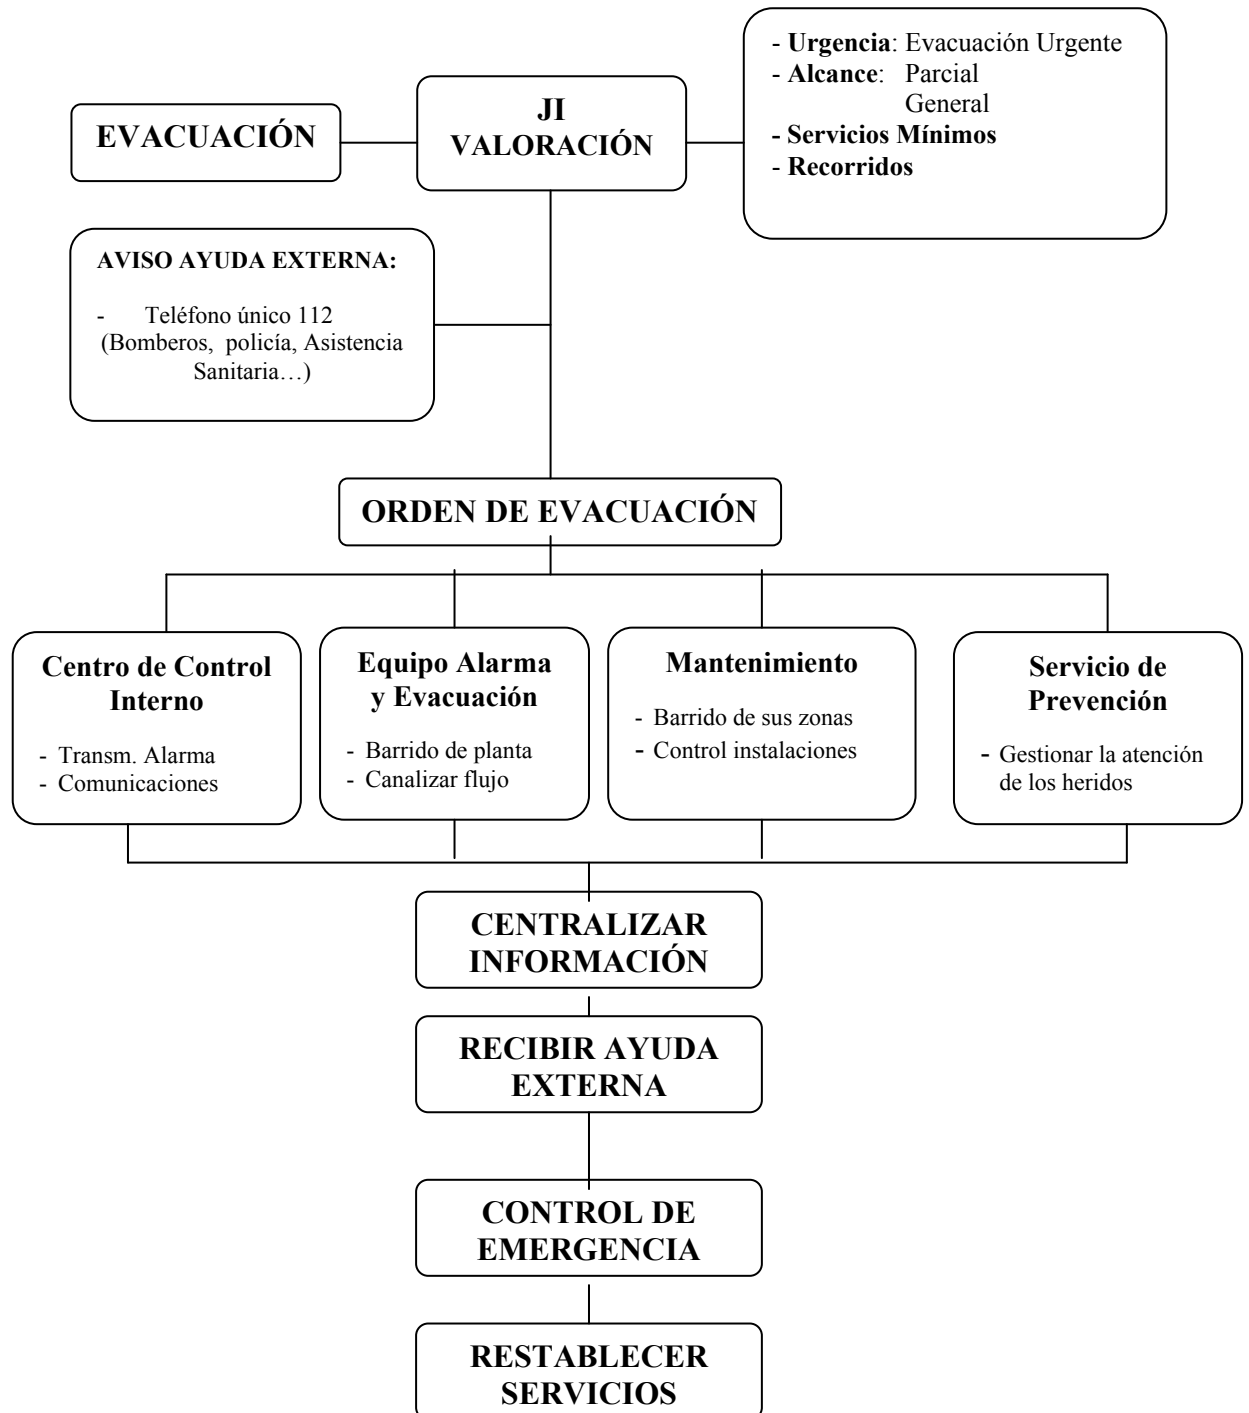 EVACUACIÓN
JI
VALORACIÓN
- Urgencia: Evacuación Urgente
- Alcance: Parcial
General
- Servicios Mínimos
- Recorridos
AVISO AYUDA EXTERNA:
- Teléfono único 112
(Bomberos, policía, Asistencia
Sanitaria…)
ORDEN DE EVACUACIÓN
Centro de Control
Interno
- Transm. Alarma
- Comunicaciones
Equipo Alarma
y Evacuación
- Barrido de planta
- Canalizar flujo
Mantenimiento
- Barrido de sus zonas
- Control instalaciones
Servicio de
Prevención
- Gestionar la atención
de los heridos
CENTRALIZAR
INFORMACIÓN
RECIBIR AYUDA
EXTERNA
CONTROL DE
EMERGENCIA
RESTABLECER
SERVICIOS